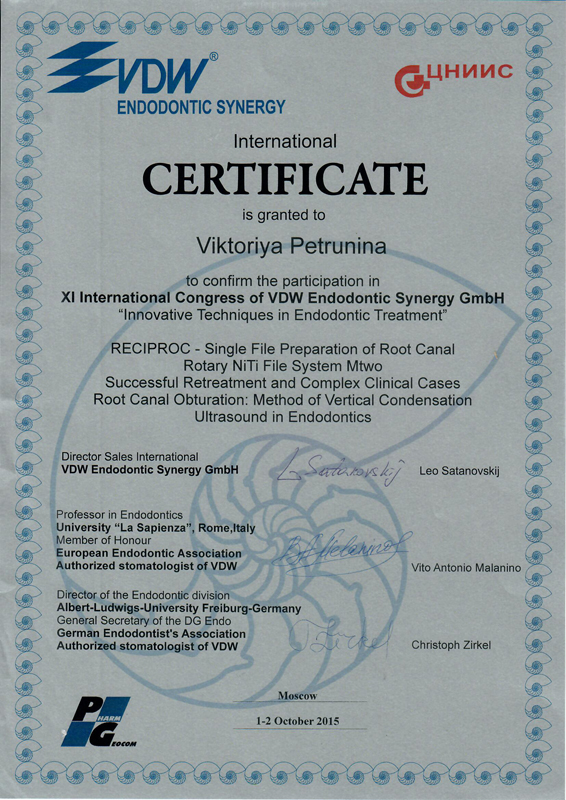 VDW®
ENDODONTIC SYNERGY
ЦНИИС
International
CERTIFICATE
is granted to
Viktoriya Petrunina
to confirm the participation in
XI International Congress of VDW Endodontic Synergy GmbH
“Innovative Techniques in Endodontic Treatment”
RECIPROC - Single File Preparation of Root Canal
Rotary NiTi File System Mtwo
Successful Retreatment and Complex Clinical Cases
Root Canal Obturation: Method of Vertical Condensation
Ultrasound in Endodontics
Director Sales International
VDW Endodontic Synergy GmbH
L Satanovskij
Leo Satanovskij
Professor in Endodontics
University “La Sapienza”, Rome,Italy
Member of Honour
European Endodontic Association
Authorized stomatologist of VDW
Vito Antonio Malanino
Director of the Endodontic division
Albert-Ludwigs-University Freiburg-Germany
General Secretary of the DG Endo
German Endodontist's Association
Authorized stomatologist of VDW
Zirkel
Christoph Zirkel
Moscow
1-2 October 2015
PHARM
GEOCOM